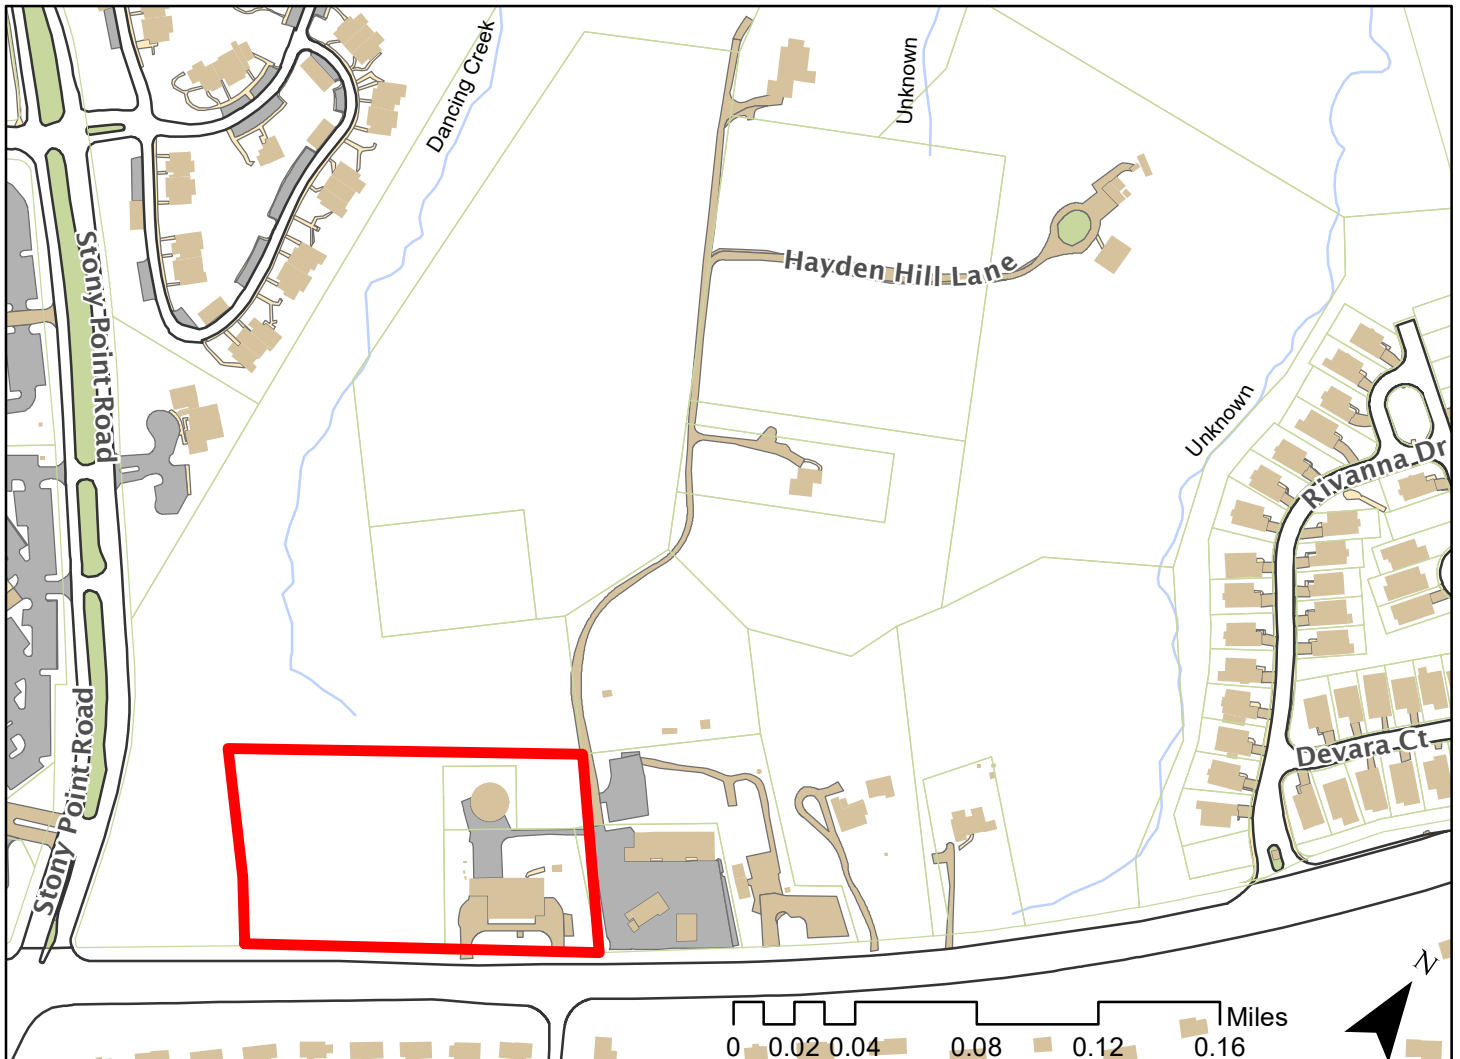 Dancing Creek
Unknown
Stony Point Road
Hayden Hill Lane
Unknown
Rivanna Dr
Stony Point Road
Devara Ct
N
Miles
0 0.02 0.04 0.08 0.12 0.16